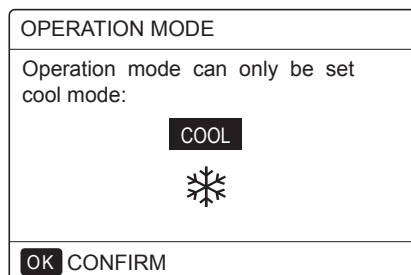 OPERATION MODE
Operation mode can only be set
cool mode:
COOL
OK CONFIRM